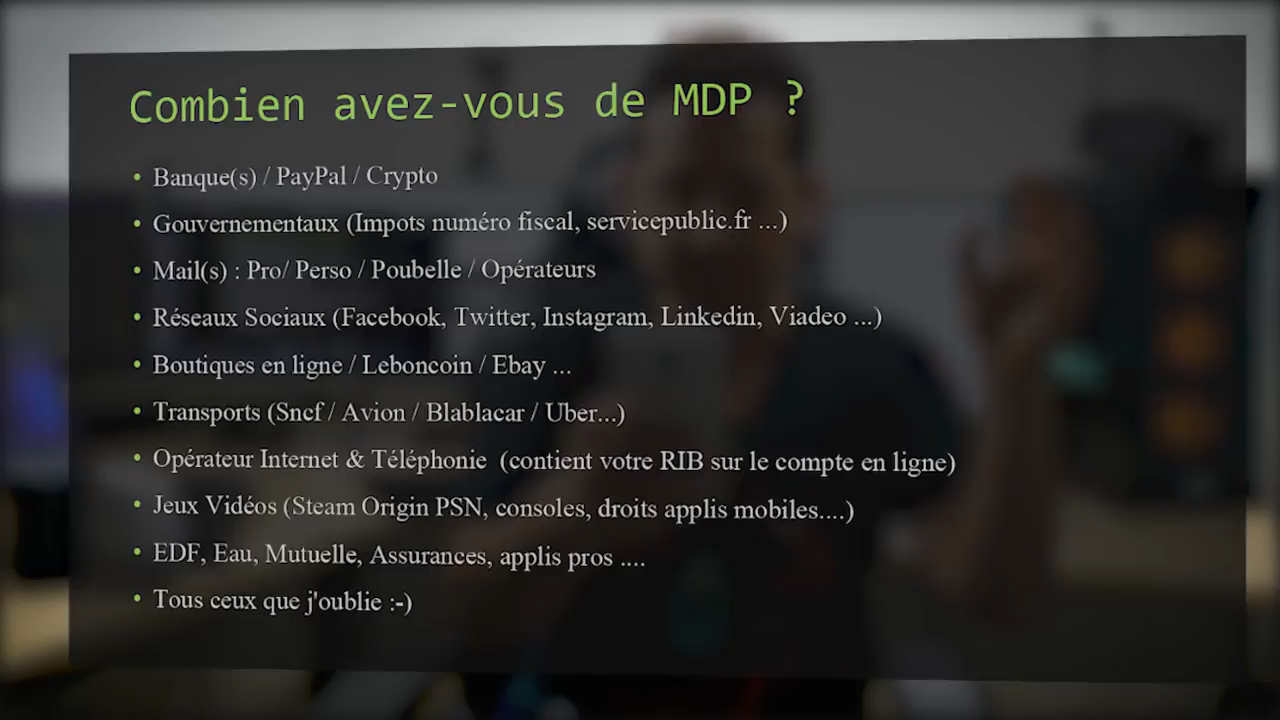 Combien avez-vous de MDP ?
• Banque(s) / PayPal / Crypto
• Gouvernementaux (Impots numéro fiscal, servicepublic.fr ...)
• Mail(s) : Pro/ Perso / Poubelle / Opérateurs
• Réseaux Sociaux (Facebook, Twitter, Instagram, Linkedin, Viadeo ...)
• Boutiques en ligne / Leboncoin / Ebay ...
• Transports (Sncf / Avion / Blablacar / Uber...)
• Opérateur Internet & Téléphonie (contient votre RIB sur le compte en ligne)
• Jeux Vidéos (Steam Origin PSN, consoles, droits applis mobiles....)
• EDF, Eau, Mutuelle, Assurances, applis pros ....
• Tous ceux que j'oublie :-)